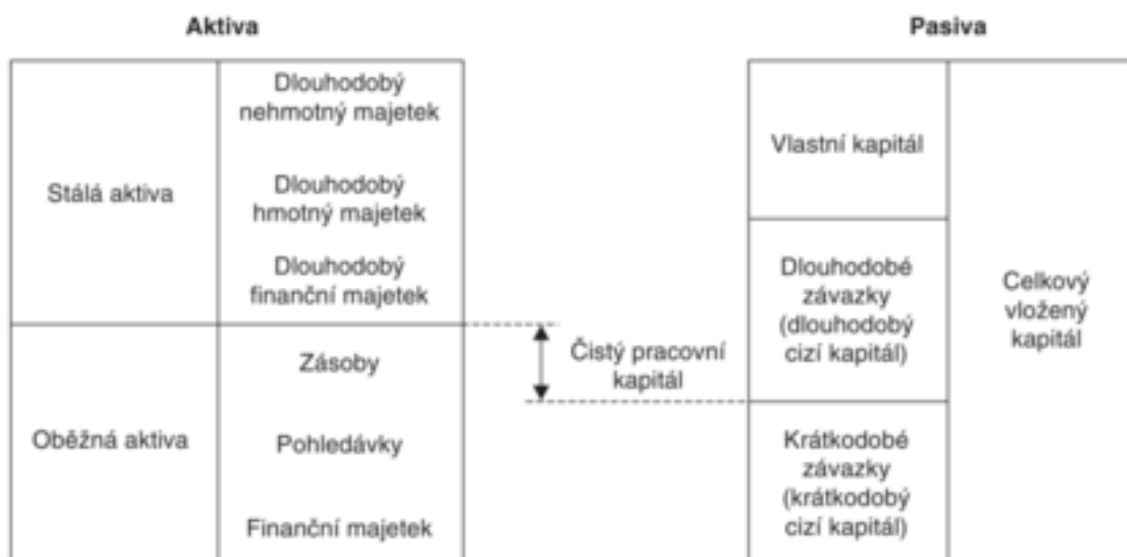 Aktiva
Stálá aktiva
Dlouhodobý
nehmotný majetek
Dlouhodobý
hmotný majetek
Dlouhodobý
finanční majetek
Oběžná aktiva
Zásoby
Pohledávky
Finanční majetek
Čistý pracovní
kapitál
Pasiva
Vlastní kapitál
Dlouhodobé
závazky
(dlouhodobý
cizí kapitál)
Krátkodobé
závazky
(krátkodobý
cizí kapitál)
Celkový
vložený
kapitál